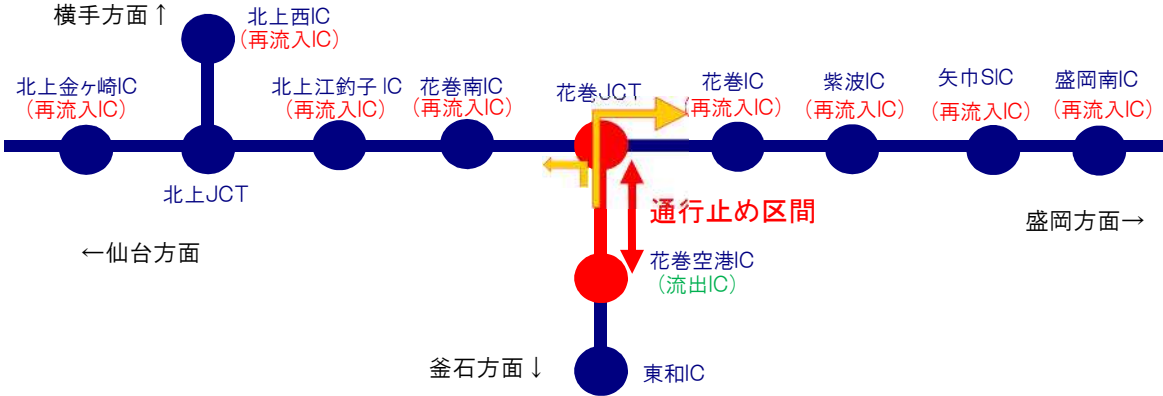 横手方面↑
北上西IC
(再流入IC)
北上金ヶ崎IC
(再流入IC)
北上江釣子 IC
(再流入IC)
花巻南IC
(再流入IC)
花巻JCT
花巻IC
(再流入IC)
紫波IC
(再流入IC)
矢巾SIC
(再流入IC)
盛岡南IC
(再流入IC)
北上JCT
通行止め区間
盛岡方面→
←仙台方面
花巻空港IC
(流出IC)
釜石方面↓
東和IC